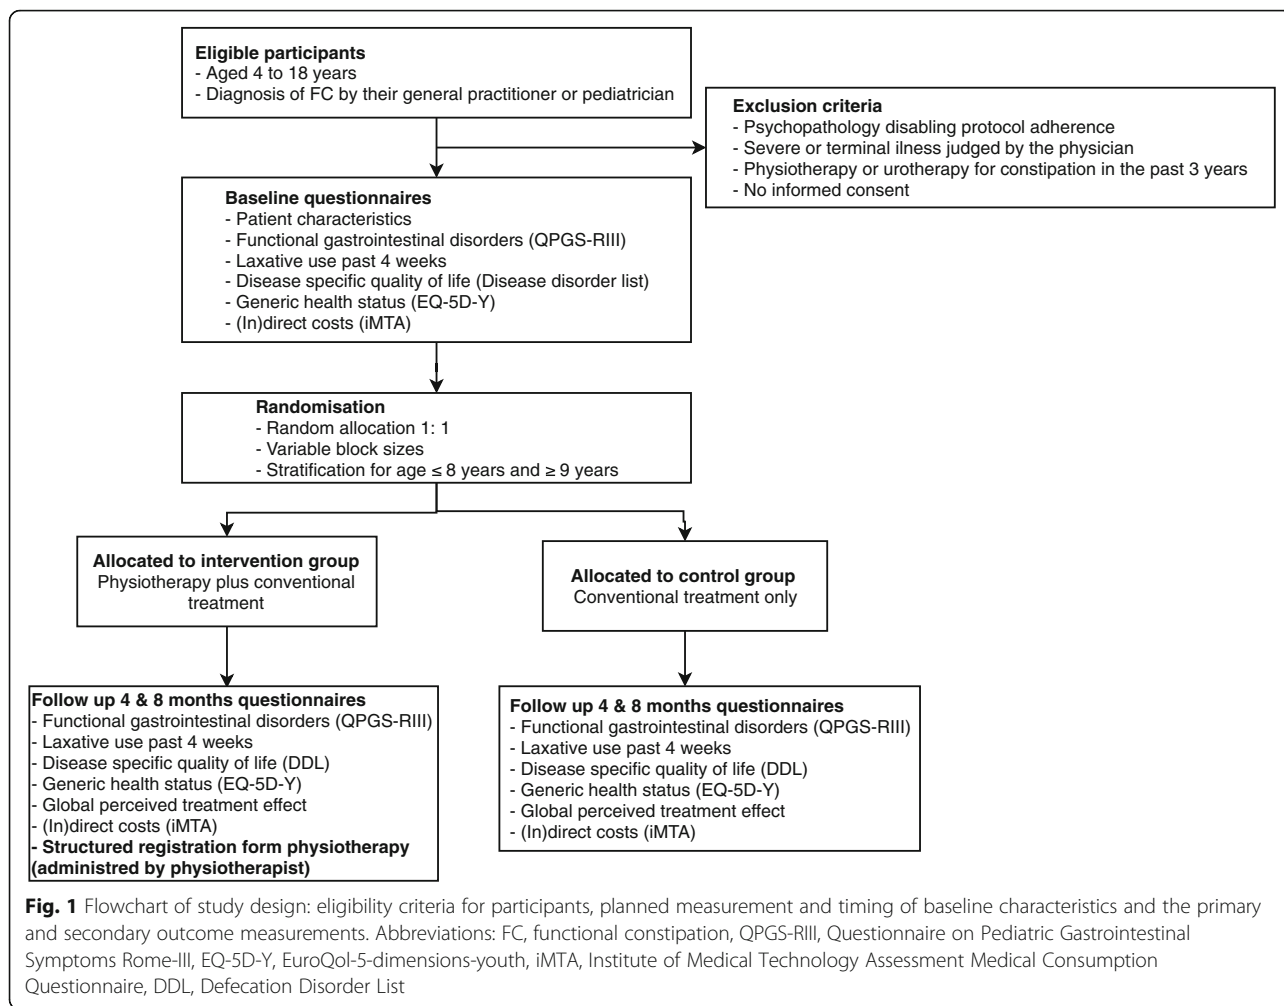 Eligible participants
- Aged 4 to 18 years
- Diagnosis of FC by their general practitioner or pediatrician
Exclusion criteria
- Psychopathology disabling protocol adherence
- Severe or terminal ilness judged by the physician
- Physiotherapy or urotherapy for constipation in the past 3 years
- No informed consent
Baseline questionnaires
- Patient characteristics
- Functional gastrointestinal disorders (QPGS-RIII)
- Laxative use past 4 weeks
- Disease specific quality of life (Disease disorder list)
- Generic health status (EQ-5D-Y)
- (In)direct costs (iMTA)
Randomisation
- Random allocation 1: 1
- Variable block sizes
- Stratification for age ≤ 8 years and ≥ 9 years
Allocated to intervention group
Physiotherapy plus conventional
treatment
Allocated to control group
Conventional treatment only
Follow up 4 & 8 months questionnaires
- Functional gastrointestinal disorders (QPGS-RIII)
- Laxative use past 4 weeks
- Disease specific quality of life (DDL)
- Generic health status (EQ-5D-Y)
- Global perceived treatment effect
- (In)direct costs (iMTA)
- Structured registration form physiotherapy
(administred by physiotherapist)
Follow up 4 & 8 months questionnaires
- Functional gastrointestinal disorders (QPGS-RIII)
- Laxative use past 4 weeks
- Disease specific quality of life (DDL)
- Generic health status (EQ-5D-Y)
- Global perceived treatment effect
- (In)direct costs (iMTA)
Fig. 1 Flowchart of study design: eligibility criteria for participants, planned measurement and timing of baseline characteristics and the primary
and secondary outcome measurements. Abbreviations: FC, functional constipation, QPGS-RIII, Questionnaire on Pediatric Gastrointestinal
Symptoms Rome-III, EQ-5D-Y, EuroQol-5-dimensions-youth, iMTA, Institute of Medical Technology Assessment Medical Consumption
Questionnaire, DDL, Defecation Disorder List